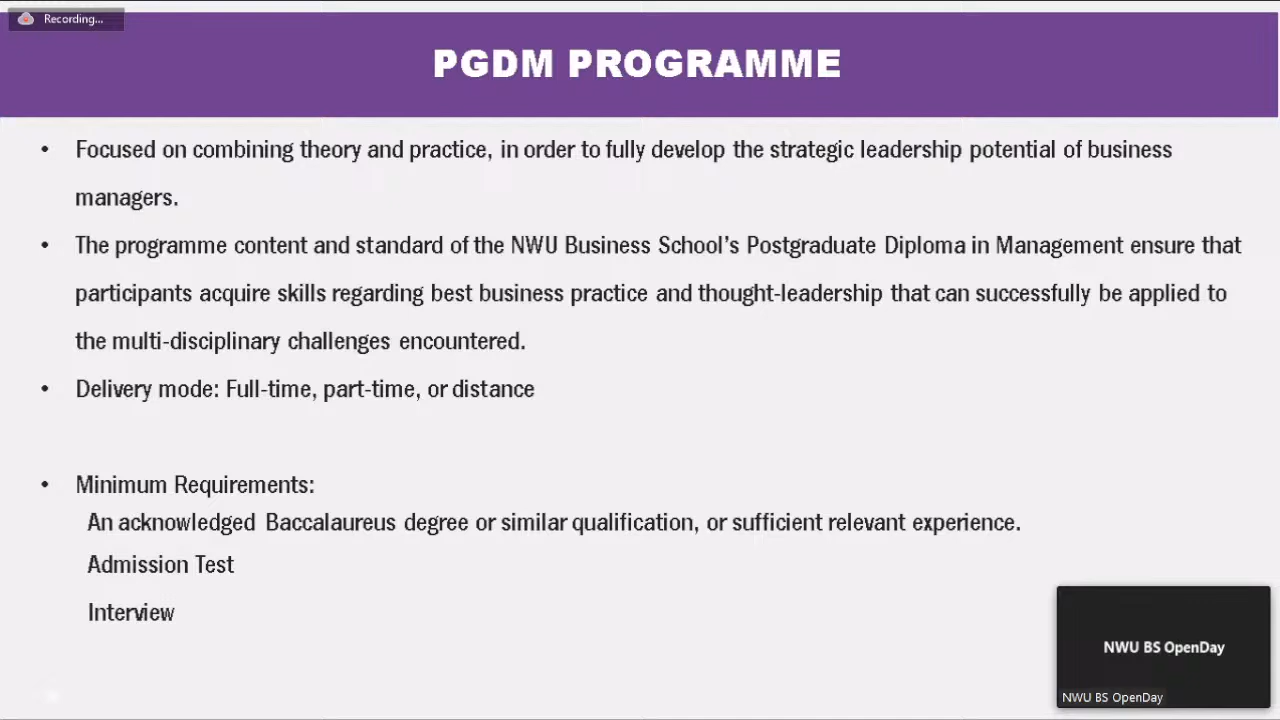 Recording...
PGDM PROGRAMME
• Focused on combining theory and practice, in order to fully develop the strategic leadership potential of business
managers.
• The programme content and standard of the NWU Business School's Postgraduate Diploma in Management ensure that
participants acquire skills regarding best business practice and thought-leadership that can successfully be applied to
the multi-disciplinary challenges encountered.
• Delivery mode: Full-time, part-time, or distance
• Minimum Requirements:
An acknowledged Baccalaureus degree or similar qualification, or sufficient relevant experience.
Admission Test
Interview
NWU BS OpenDay
NWU BS OpenDay